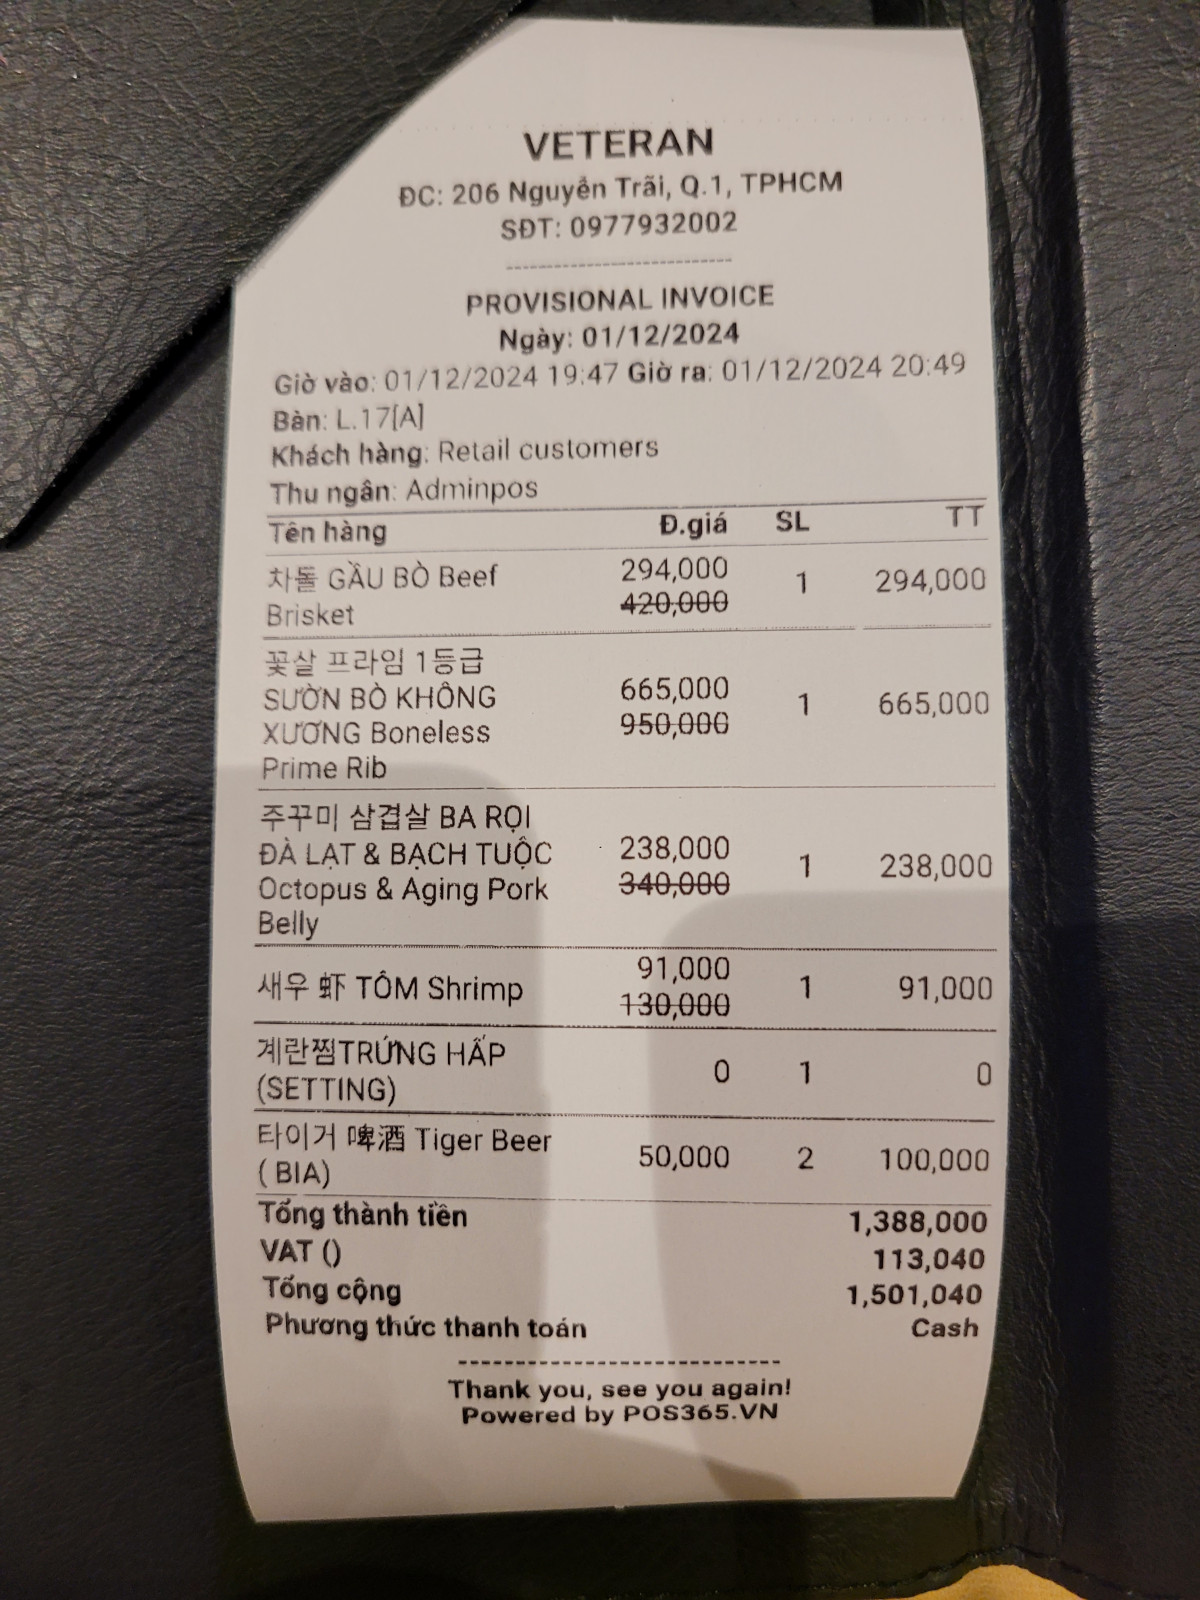 VETERAN
ĐC: 206 Nguyễn Trãi, Q.1, TPHCM
SĐT: 0977932002
---------------------------
PROVISIONAL INVOICE
Ngày: 01/12/2024
Giờ vào: 01/12/2024 19:47 Giờ ra: 01/12/2024 20:49
Bàn: L.17[A]
Khách hàng: Retail customers
Thu ngân: Adminpos
Tên hàng Đ.giá SL TT
차돌 GẦU BÒ Beef 294,000 1 294,000
Brisket 420,000
꽃살 프라임 1등급
SƯỜN BÒ KHÔNG 665,000 1 665,000
XƯƠNG Boneless 950,000
Prime Rib
주꾸미 삼겹살 BA RỌI
ĐÀ LẠT & BẠCH TUỘC 238,000 1 238,000
Octopus & Aging Pork 340,000
Belly
새우 虾 TÔM Shrimp 91,000 1 91,000
130,000
계란찜TRỨNG HẤP 0 1 0
(SETTING)
타이거 啤酒 Tiger Beer 50,000 2 100,000
( BIA)
Tổng thành tiền 1,388,000
VAT () 113,040
Tổng cộng 1,501,040
Phương thức thanh toán Cash
----------------------------
Thank you, see you again!
Powered by POS365.VN